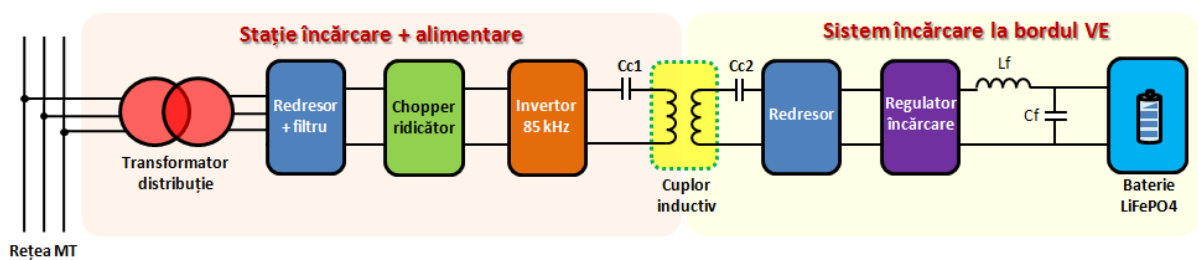 Stație încărcare + alimentare
Sistem încărcare la bordul VE
Cc1
Cc2
Lf
Redresor
+ filtru
Chopper
ridicător
Invertor
85 kHz
Redresor
Regulator
încărcare
Cf
Transformator
distribuție
Cuplor
inductiv
Baterie
LiFePO4
Rețea MT